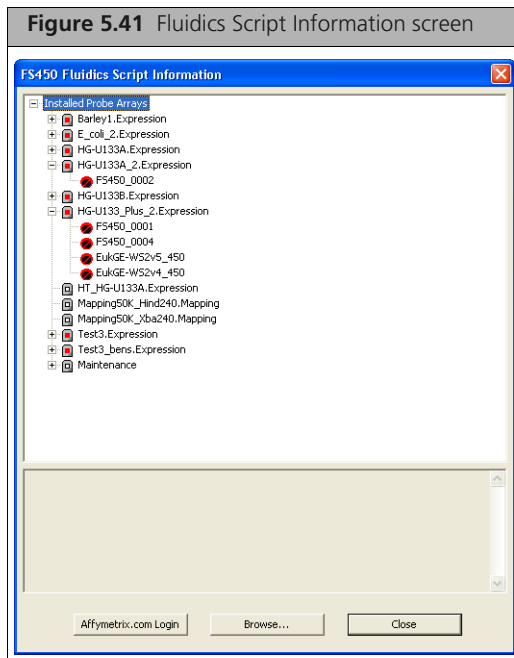 Figure 5.41 Fluidics Script Information screen
FS450 Fluidics Script Information
Installed Probe Arrays
Barley1.Expression
E_coli_2.Expression
HG-U133A.Expression
HG-U133A_2.Expression
FS450_0002
HG-U133B.Expression
HG-U133_Plus_2.Expression
FS450_0001
FS450_0004
EukGE-WS2v5_450
EukGE-WS2v4_450
HT_HG-U133A.Expression
Mapping50K_Hind240.Mapping
Mapping50K_Xba240.Mapping
Test3.Expression
Test3_bens.Expression
Maintenance
Affymetrix.com Login Browse... Close